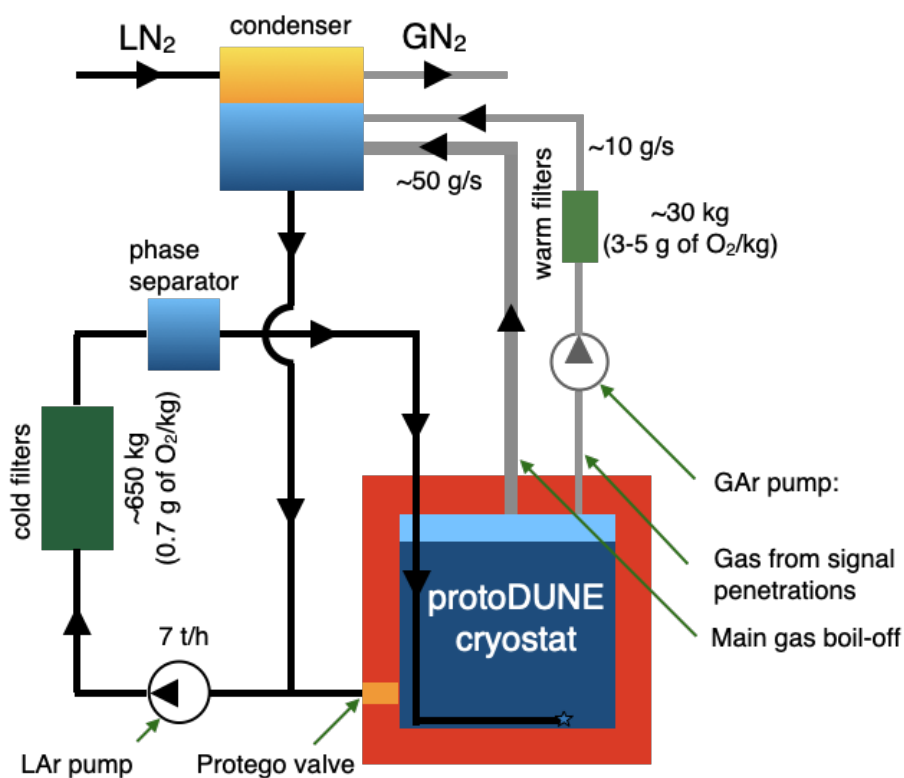 condenser
LN₂
GN₂
~10 g/s
~50 g/s
warm filters
~30 kg
(3-5 g of O₂/kg)
phase
separator
cold filters
~650 kg
(0.7 g of O₂/kg)
GAr pump:
Gas from signal
penetrations
Main gas boil-off
protoDUNE
cryostat
7 t/h
LAr pump
Protego valve